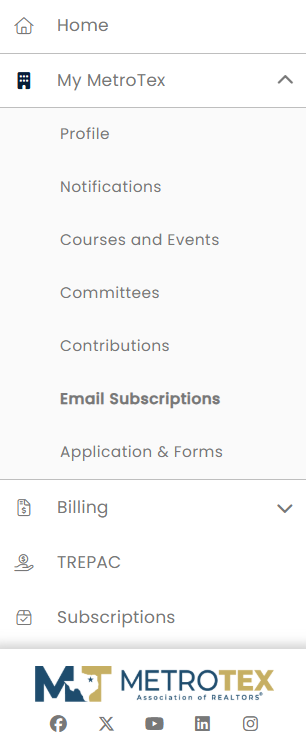 Home
My MetroTex
Profile
Notifications
Courses and Events
Committees
Contributions
Email Subscriptions
Application & Forms
Billing
TREPAC
Subscriptions
MT METROTEX
Association of REALTORS®